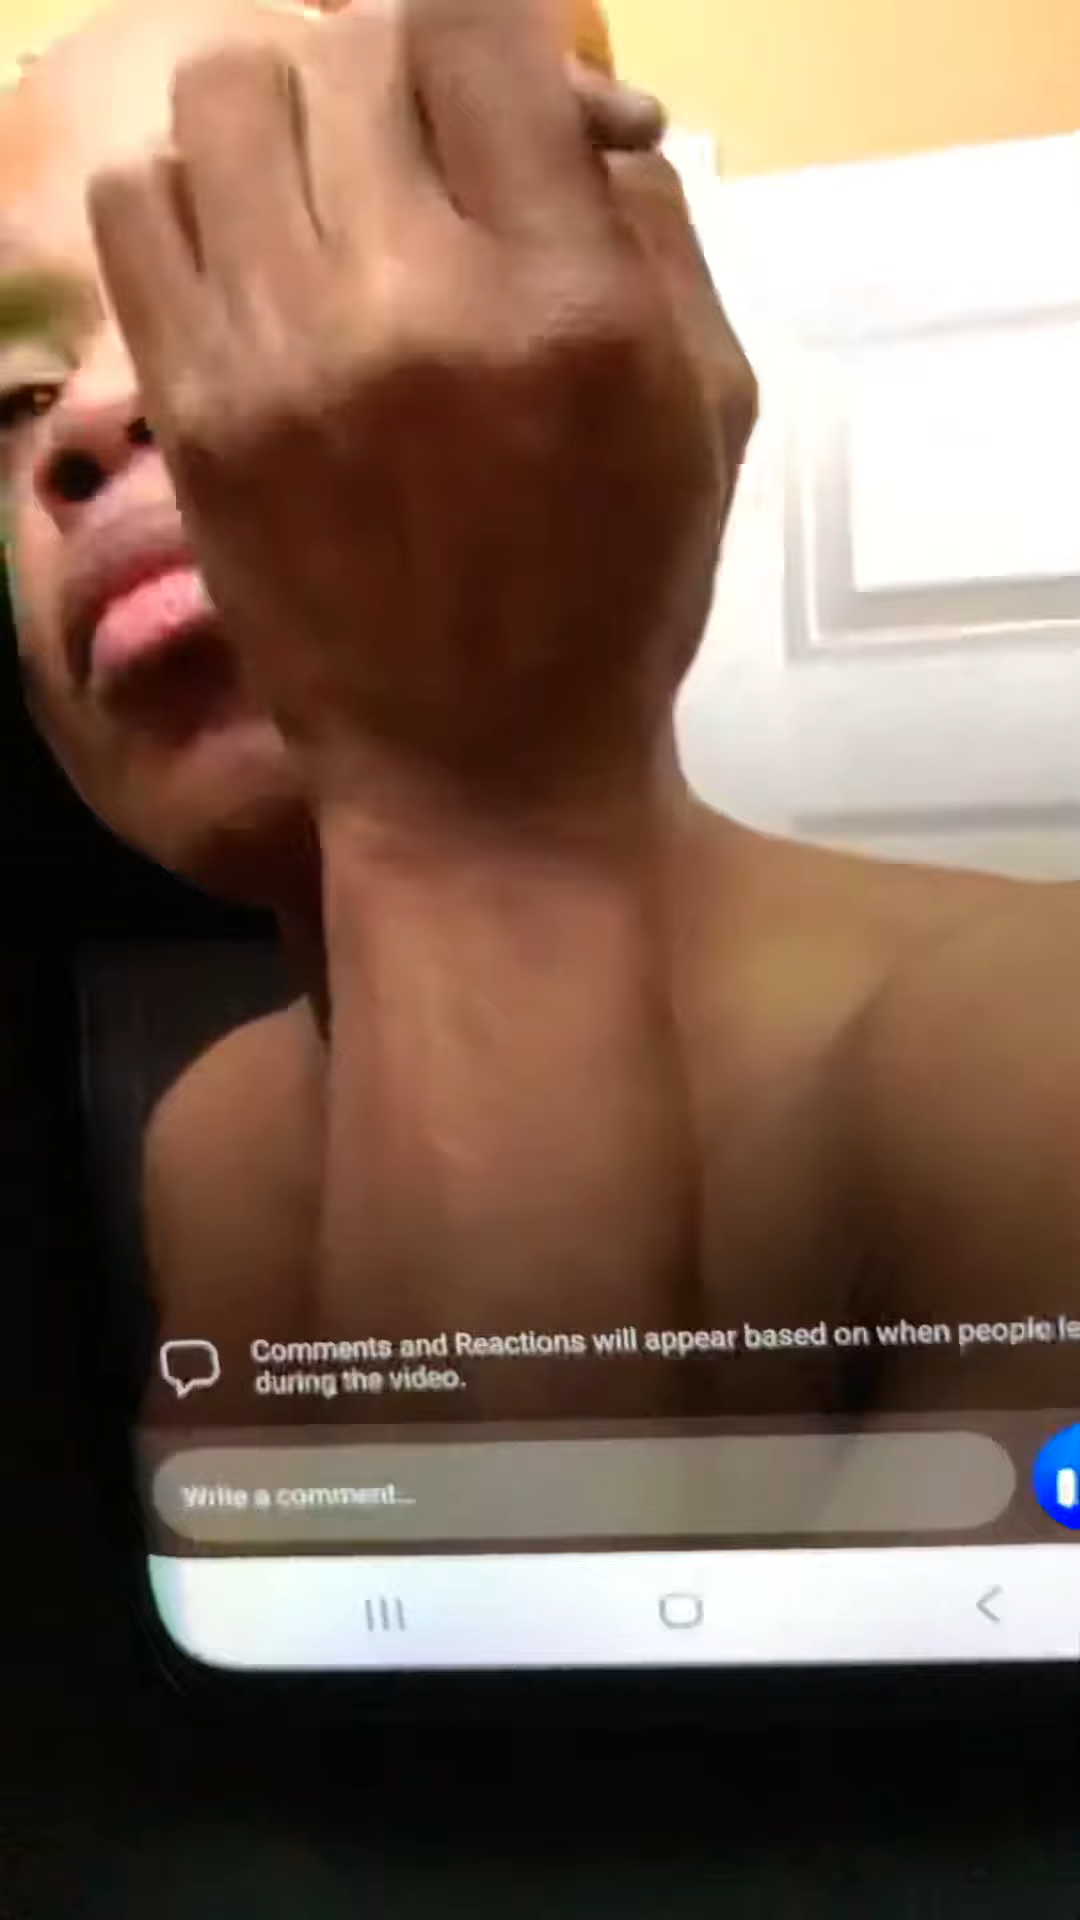 Comments and Reactions will appear based on when people
during the video.
Write a comment...